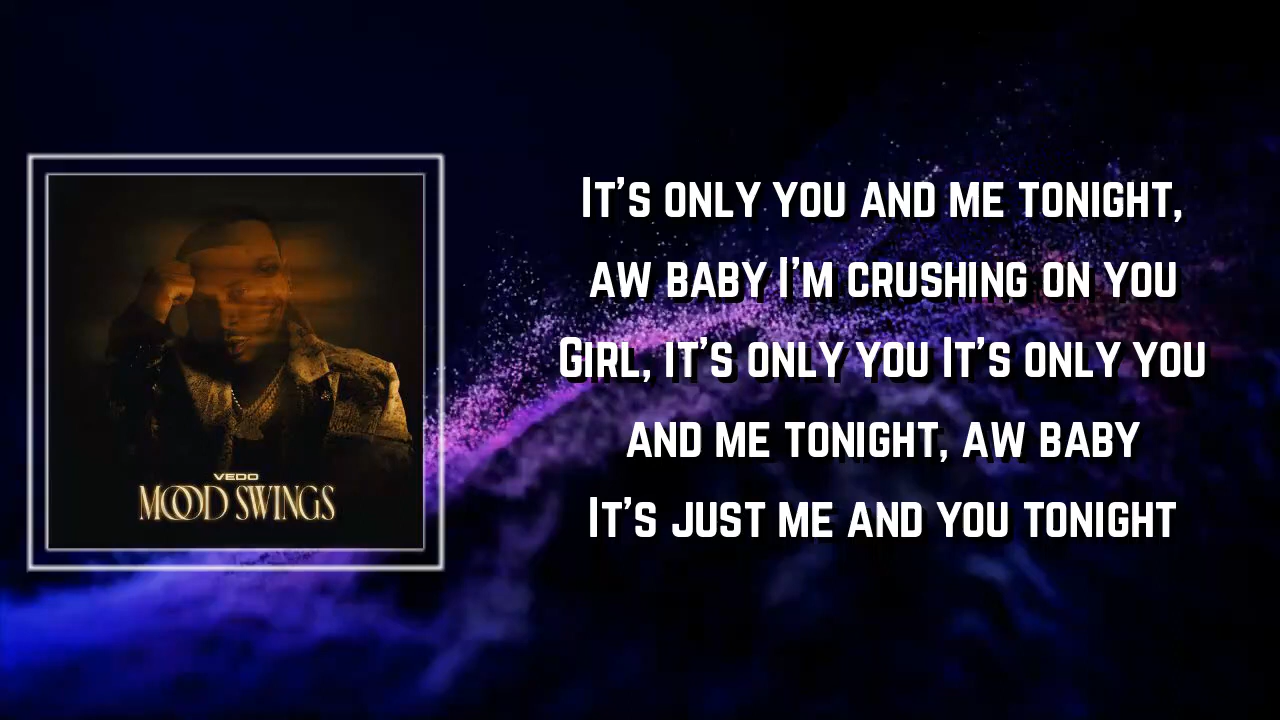 VEDO
MOOD SWINGS
IT'S ONLY YOU AND ME TONIGHT,
AW BABY I'M CRUSHING ON YOU
GIRL, IT'S ONLY YOU IT'S ONLY YOU
AND ME TONIGHT, AW BABY
IT'S JUST ME AND YOU TONIGHT